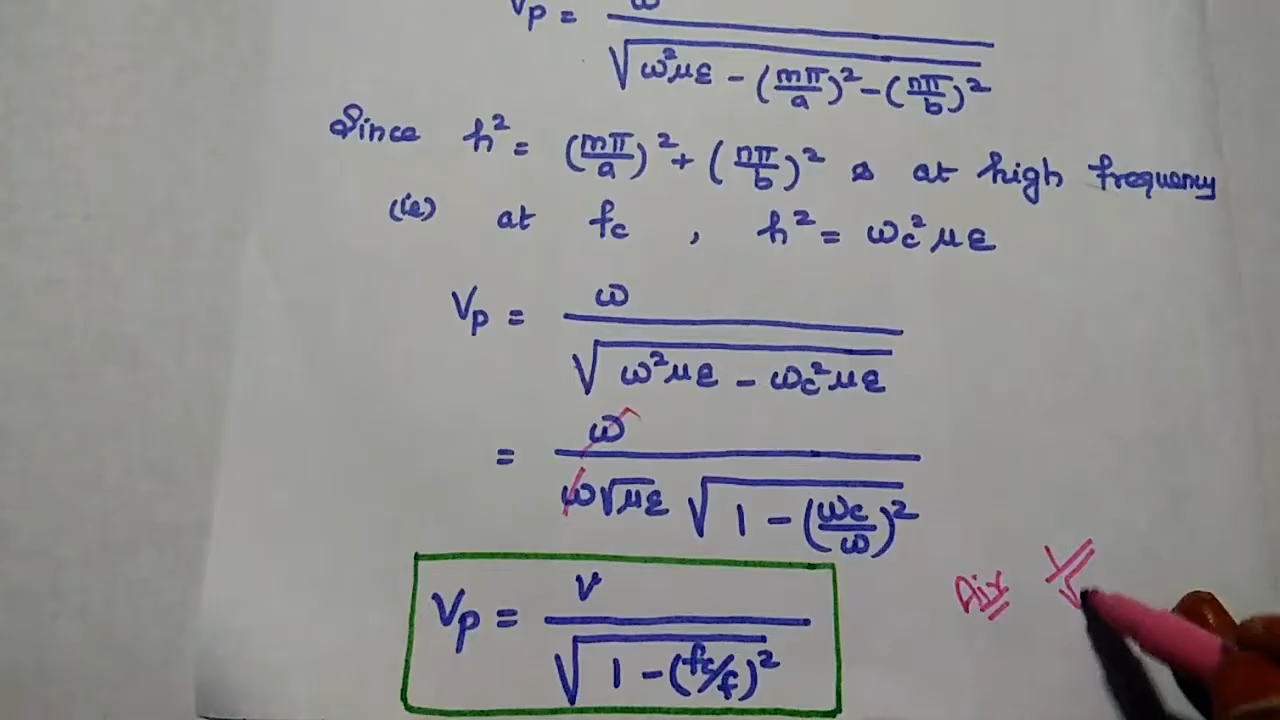 Vp = ω / √(ω²με − (mπ/a)² − (nπ/b)²)
Since h² = (mπ/a)² + (nπ/b)² & at high frequency
(ie) at fc , h² = ωc²με
Vp = ω / √(ω²με − ωc²με)
= ω / ω√με √(1 − (ωc/ω)²)
Vp = v / √(1 − (fc/f)²)
Air